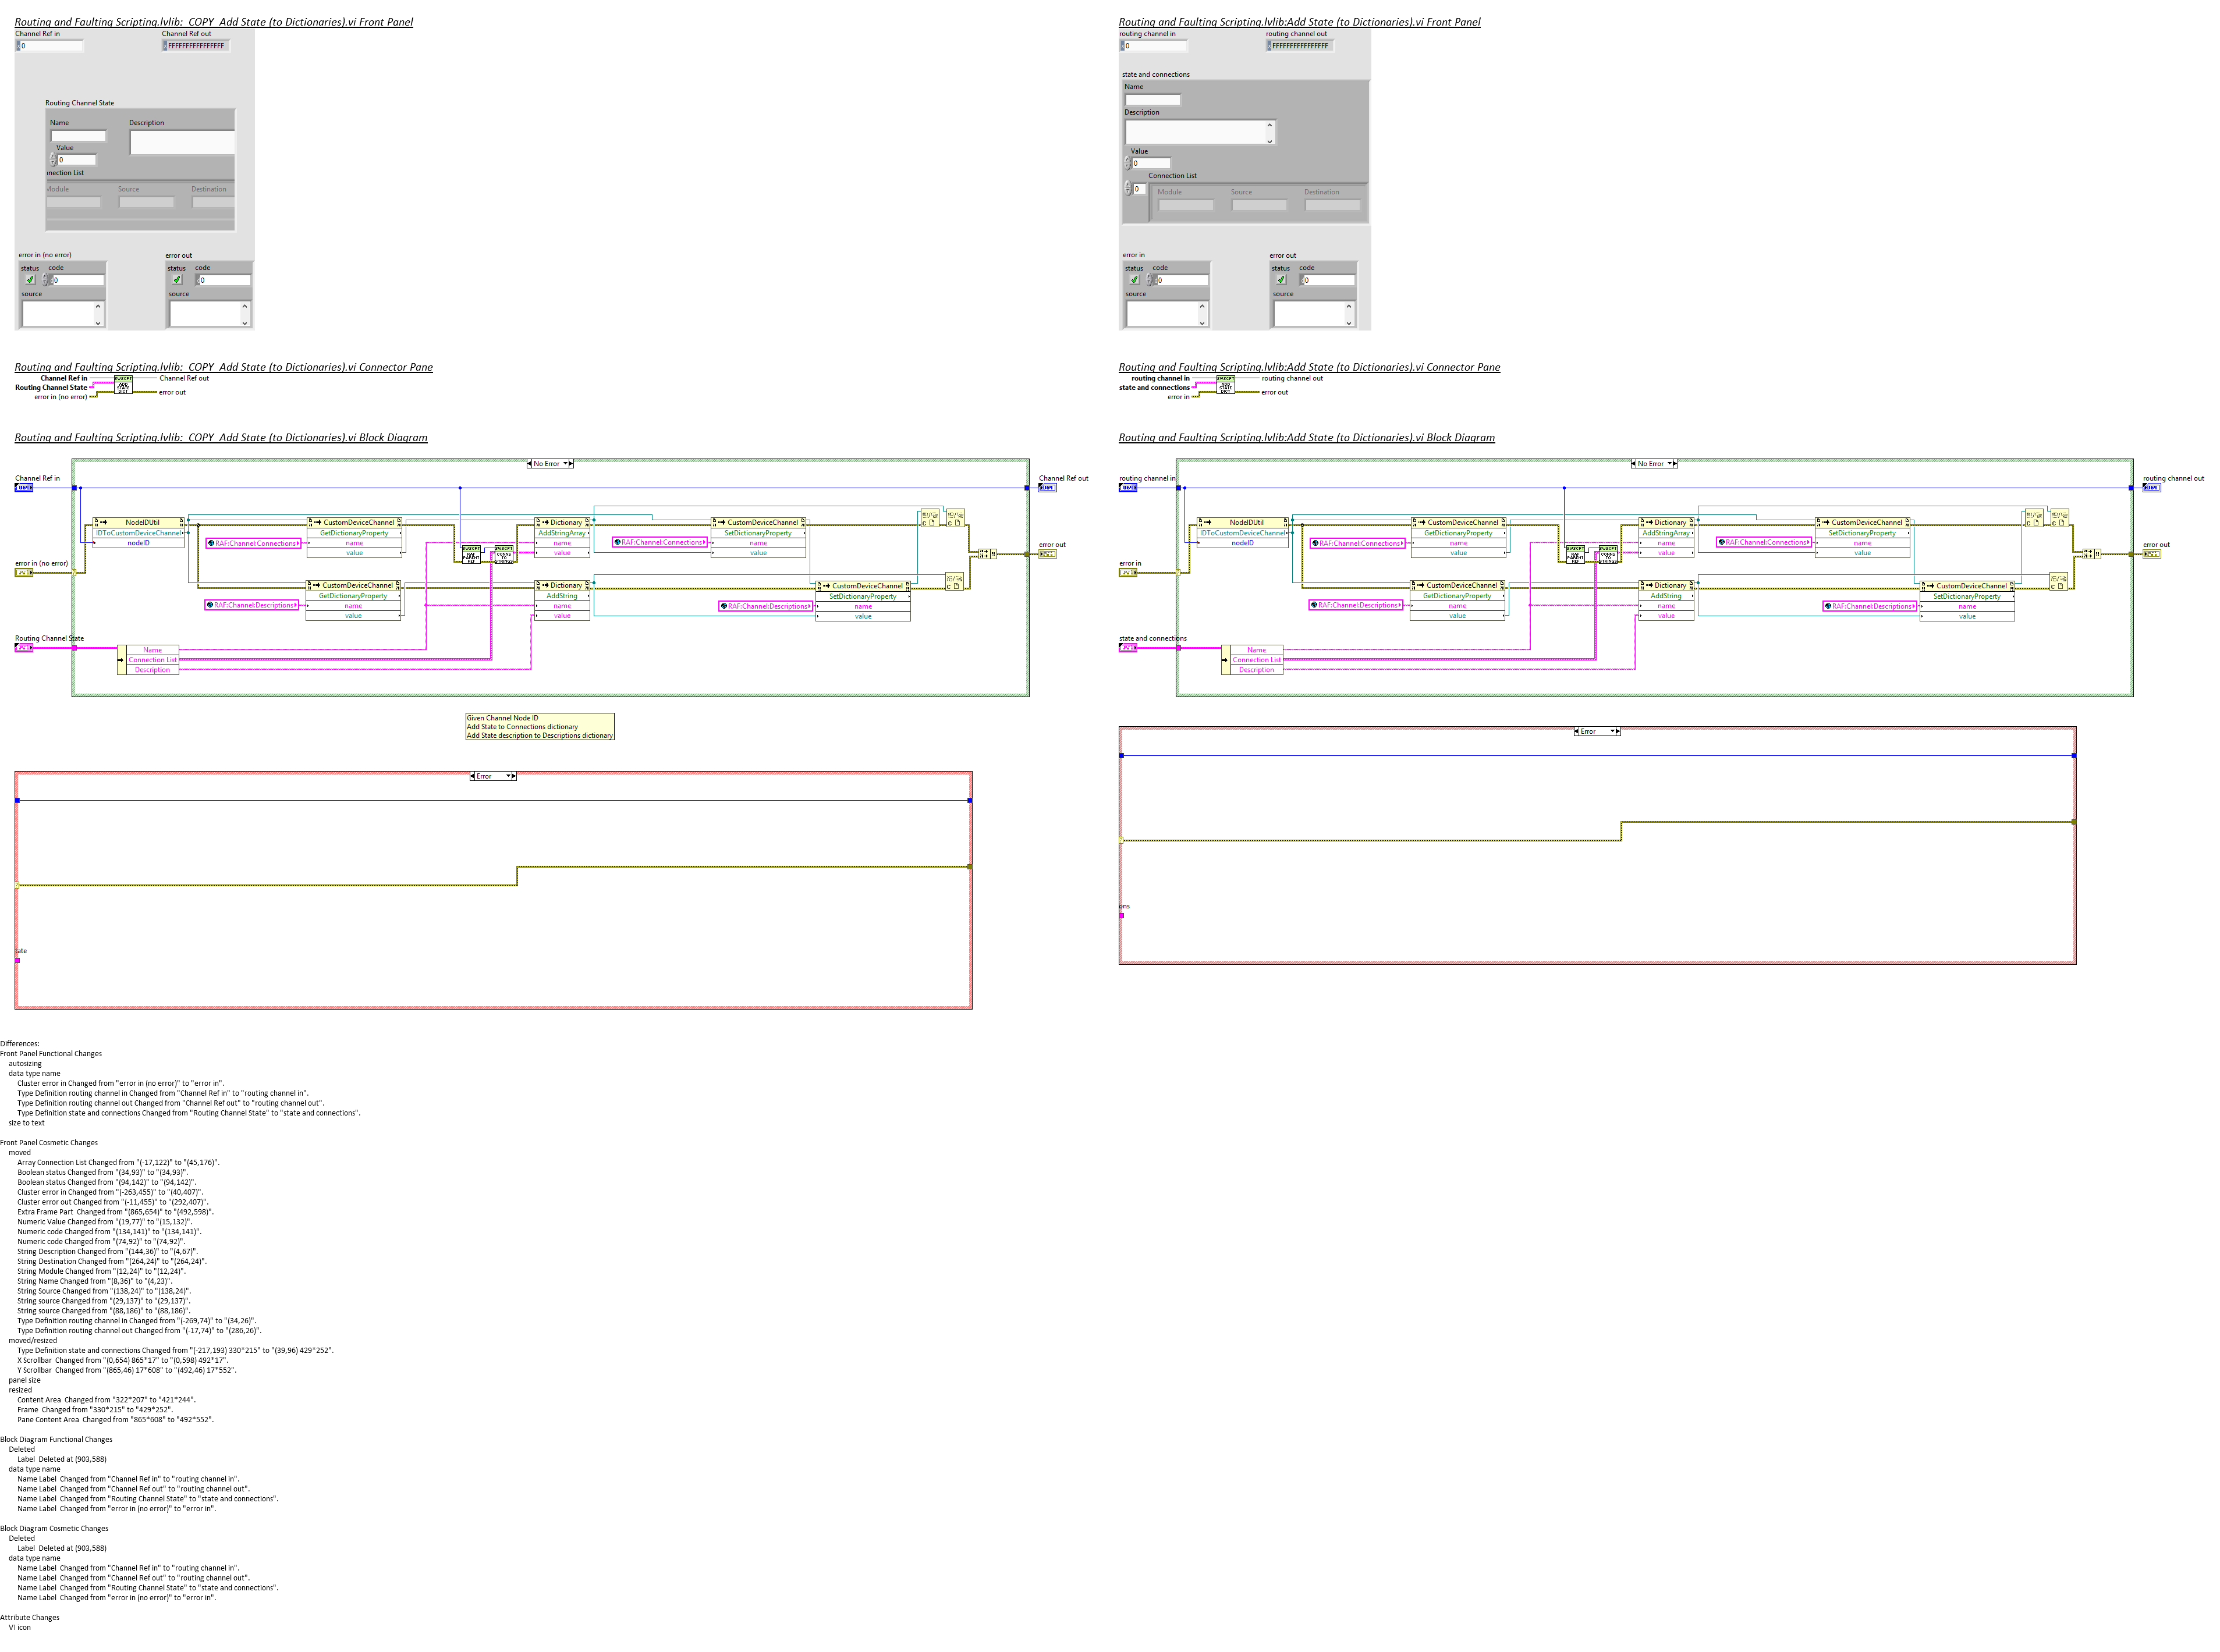 Routing and Faulting Scripting.lvlib:_COPY_Add State (to Dictionaries).vi Front Panel
Channel Ref in
Channel Ref out
0
FFFFFFFFFFFFFFFF
Routing Channel State
Name
Description
Value
0
nnection List
Module
Source
Destination
error in (no error)
error out
status
code
0
status
code
0
source
source
Routing and Faulting Scripting.lvlib:_COPY_Add State (to Dictionaries).vi Connector Pane
Channel Ref in
Channel Ref out
Routing Channel State
error in (no error)
error out
ADD
STATE
DICT
Routing and Faulting Scripting.lvlib:_COPY_Add State (to Dictionaries).vi Block Diagram
No Error
Channel Ref in
Channel Ref out
NodeIDUtil
IDToCustomDeviceChannel
nodeID
CustomDeviceChannel
GetDictionaryProperty
name
value
RAF:Channel:Connections
RAF
PARENT
REF
CONNS
TO
STRINGS
Dictionary
AddStringArray
name
value
RAF:Channel:Connections
CustomDeviceChannel
SetDictionaryProperty
name
value
error out
error in (no error)
CustomDeviceChannel
GetDictionaryProperty
name
value
RAF:Channel:Descriptions
Dictionary
AddString
name
value
RAF:Channel:Descriptions
CustomDeviceChannel
SetDictionaryProperty
name
value
Routing Channel State
Name
Connection List
Description
Given Channel Node ID
Add State to Connections dictionary
Add State description to Descriptions dictionary
Error
tate
Routing and Faulting Scripting.lvlib:Add State (to Dictionaries).vi Front Panel
routing channel in
routing channel out
0
FFFFFFFFFFFFFFFF
state and connections
Name
Description
Value
0
Connection List
0
Module
Source
Destination
error in
error out
status
code
0
status
code
0
source
source
Routing and Faulting Scripting.lvlib:Add State (to Dictionaries).vi Connector Pane
routing channel in
routing channel out
state and connections
error in
error out
ADD
STATE
DICT
Routing and Faulting Scripting.lvlib:Add State (to Dictionaries).vi Block Diagram
No Error
routing channel in
routing channel out
NodeIDUtil
IDToCustomDeviceChannel
nodeID
CustomDeviceChannel
GetDictionaryProperty
name
value
RAF:Channel:Connections
RAF
PARENT
REF
CONNS
TO
STRINGS
Dictionary
AddStringArray
name
value
RAF:Channel:Connections
CustomDeviceChannel
SetDictionaryProperty
name
value
error out
error in
CustomDeviceChannel
GetDictionaryProperty
name
value
RAF:Channel:Descriptions
Dictionary
AddString
name
value
RAF:Channel:Descriptions
CustomDeviceChannel
SetDictionaryProperty
name
value
state and connections
Name
Connection List
Description
Error
ons
Differences:
Front Panel Functional Changes
autosizing
data type name
Cluster error in Changed from "error in (no error)" to "error in".
Type Definition routing channel in Changed from "Channel Ref in" to "routing channel in".
Type Definition routing channel out Changed from "Channel Ref out" to "routing channel out".
Type Definition state and connections Changed from "Routing Channel State" to "state and connections".
size to text
Front Panel Cosmetic Changes
moved
Array Connection List Changed from "(-17,122)" to "(45,176)".
Boolean status Changed from "(34,93)" to "(34,93)".
Boolean status Changed from "(94,142)" to "(94,142)".
Cluster error in Changed from "(-263,455)" to "(40,407)".
Cluster error out Changed from "(-11,455)" to "(292,407)".
Extra Frame Part  Changed from "(865,654)" to "(492,598)".
Numeric Value Changed from "(19,77)" to "(15,132)".
Numeric code Changed from "(134,141)" to "(134,141)".
Numeric code Changed from "(74,92)" to "(74,92)".
String Description Changed from "(144,36)" to "(4,67)".
String Destination Changed from "(264,24)" to "(264,24)".
String Module Changed from "(12,24)" to "(12,24)".
String Name Changed from "(8,36)" to "(4,23)".
String Source Changed from "(138,24)" to "(138,24)".
String source Changed from "(29,137)" to "(29,137)".
String source Changed from "(88,186)" to "(88,186)".
Type Definition routing channel in Changed from "(-269,74)" to "(34,26)".
Type Definition routing channel out Changed from "(-17,74)" to "(286,26)".
moved/resized
Type Definition state and connections Changed from "(-217,193) 330*215" to "(39,96) 429*252".
X Scrollbar  Changed from "(0,654) 865*17" to "(0,598) 492*17".
Y Scrollbar  Changed from "(865,46) 17*608" to "(492,46) 17*552".
panel size
resized
Content Area  Changed from "322*207" to "421*244".
Frame  Changed from "330*215" to "429*252".
Pane Content Area  Changed from "865*608" to "492*552".
Block Diagram Functional Changes
Deleted
Label  Deleted at (903,588)
data type name
Name Label  Changed from "Channel Ref in" to "routing channel in".
Name Label  Changed from "Channel Ref out" to "routing channel out".
Name Label  Changed from "Routing Channel State" to "state and connections".
Name Label  Changed from "error in (no error)" to "error in".
Block Diagram Cosmetic Changes
Deleted
Label  Deleted at (903,588)
data type name
Name Label  Changed from "Channel Ref in" to "routing channel in".
Name Label  Changed from "Channel Ref out" to "routing channel out".
Name Label  Changed from "Routing Channel State" to "state and connections".
Name Label  Changed from "error in (no error)" to "error in".
Attribute Changes
VI icon